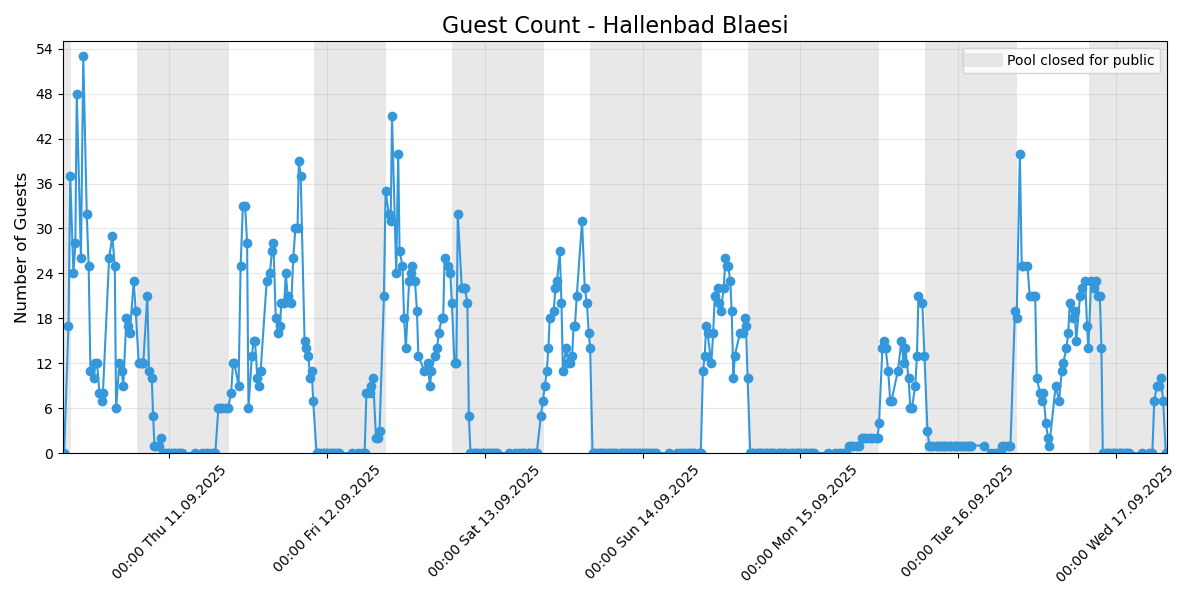 Guest Count - Hallenbad Blaesi
Pool closed for public
Number of Guests
54
48
42
36
30
24
18
12
6
0
00:00 Thu 11.09.2025
00:00 Fri 12.09.2025
00:00 Sat 13.09.2025
00:00 Sun 14.09.2025
00:00 Mon 15.09.2025
00:00 Tue 16.09.2025
00:00 Wed 17.09.2025